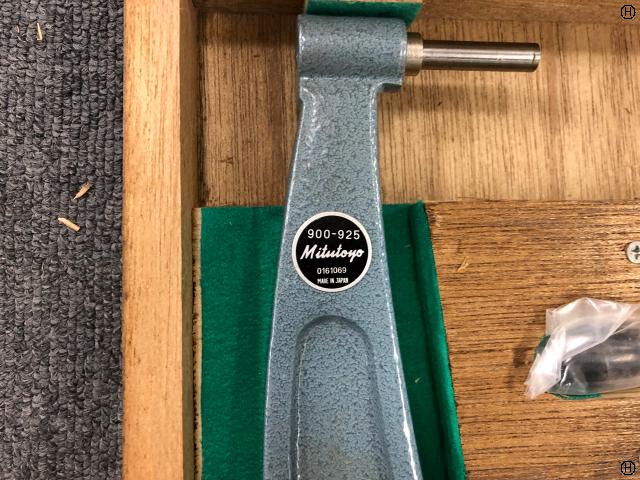 900-925
Mitutoyo
0161069
MADE IN JAPAN
H
H